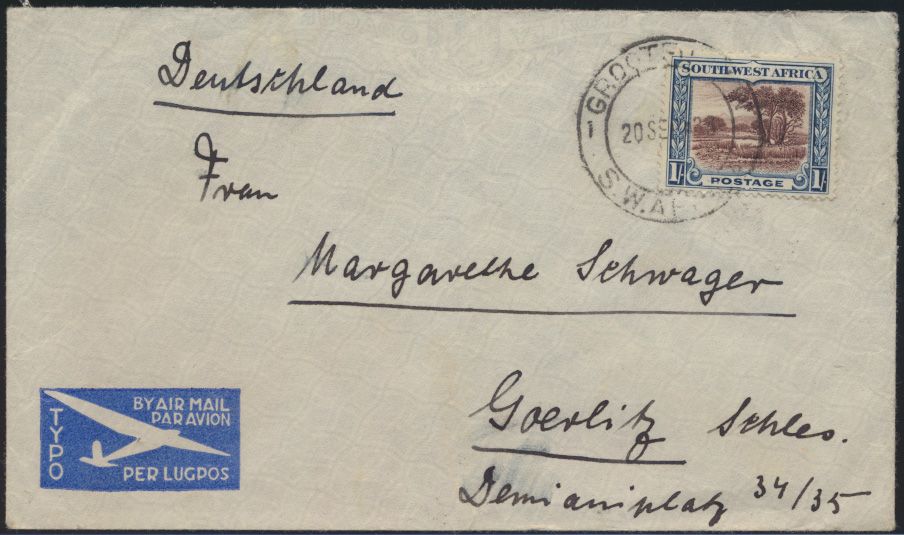 Deutschland
Frau
Margarethe Schwager
Goerlitz Schles.
Demianiplatz 34/35
SOUTH WEST AFRICA
1/- POSTAGE 1/-
20 SE
S.W.A
TYPO
BY AIR MAIL
PAR AVION
PER LUGPOS